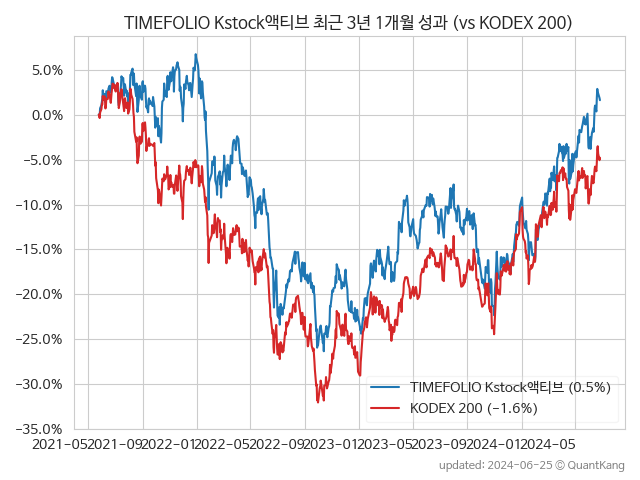 TIMEFOLIO Kstock액티브 최근 3년 1개월 성과 (vs KODEX 200)
5.0%
0.0%
−5.0%
−10.0%
−15.0%
−20.0%
−25.0%
−30.0%
−35.0%
2021-05 2021-09 2022-01 2022-05 2022-09 2023-01 2023-05 2023-09 2024-01 2024-05
TIMEFOLIO Kstock액티브 (0.5%)
KODEX 200 (−1.6%)
updated: 2024-06-25 © QuantKang